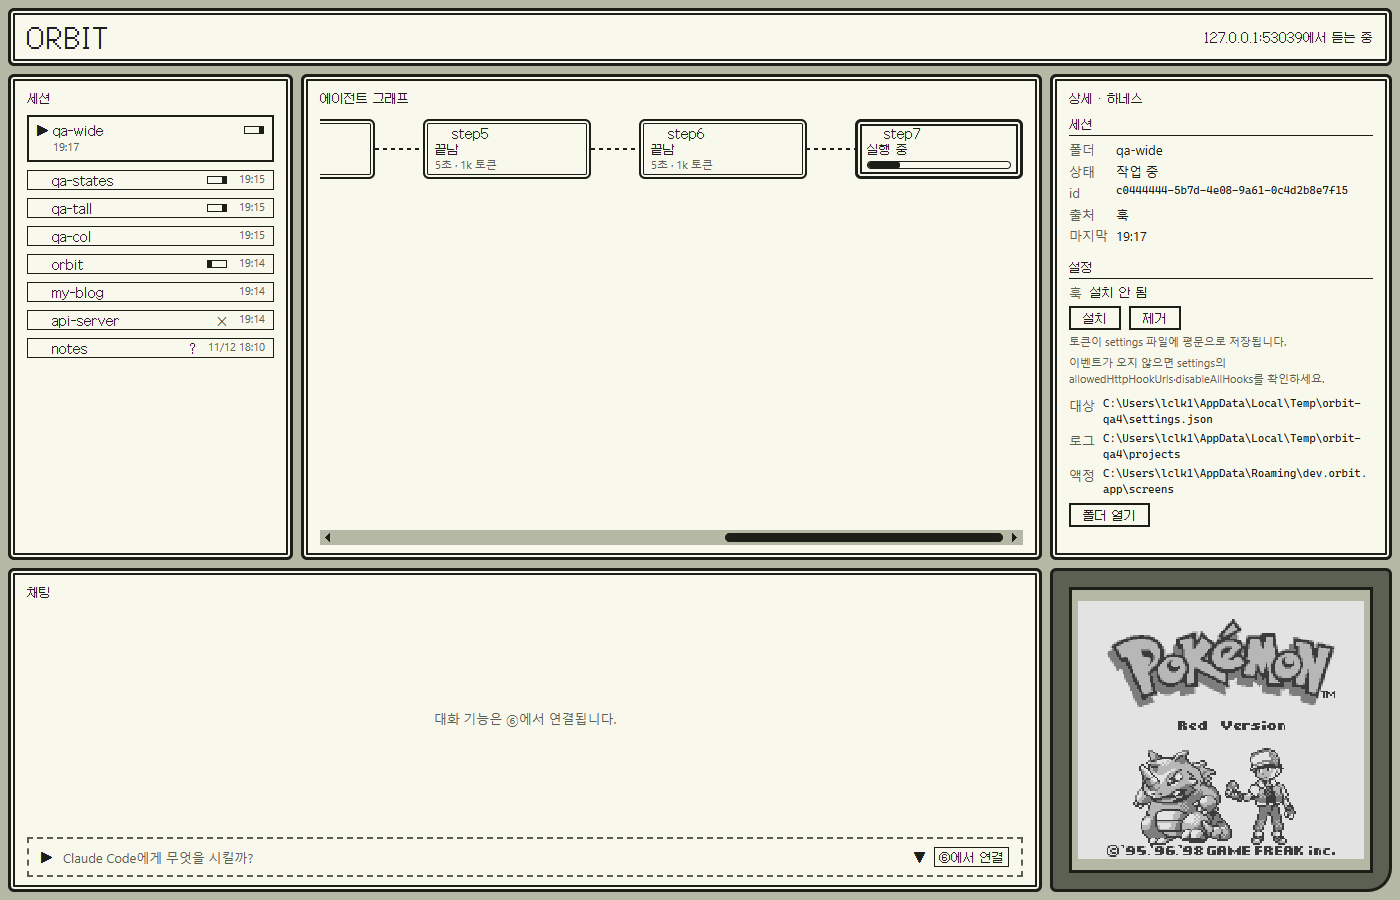 ORBIT
127.0.0.1:53039에서 듣는 중
세션
▶ qa-wide
19:17
qa-states 19:15
qa-tall 19:15
qa-col 19:15
orbit 19:14
my-blog 19:14
api-server × 19:14
notes ? 11/12 18:10
에이전트 그래프
step5
끝남
5초 · 1k 토큰
step6
끝남
5초 · 1k 토큰
step7
실행 중
상세 · 하네스
세션
폴더 qa-wide
상태 작업 중
id c0444444-5b7d-4e08-9a61-0c4d2b8e7f15
출처 훅
마지막 19:17
설정
훅 설치 안 됨
설치 제거
토큰이 settings 파일에 평문으로 저장됩니다.
이벤트가 오지 않으면 settings의
allowedHttpHookUrls·disableAllHooks를 확인하세요.
대상 C:\Users\lclk1\AppData\Local\Temp\orbit-
qa4\settings.json
로그 C:\Users\lclk1\AppData\Local\Temp\orbit-
qa4\projects
액정 C:\Users\lclk1\AppData\Roaming\dev.orbit.
app\screens
폴더 열기
채팅
대화 기능은 ⑥에서 연결됩니다.
▶ Claude Code에게 무엇을 시킬까? ▼ ⑥에서 연결
POKéMON
TM
Red Version
©'95.'96.'98 GAME FREAK inc.